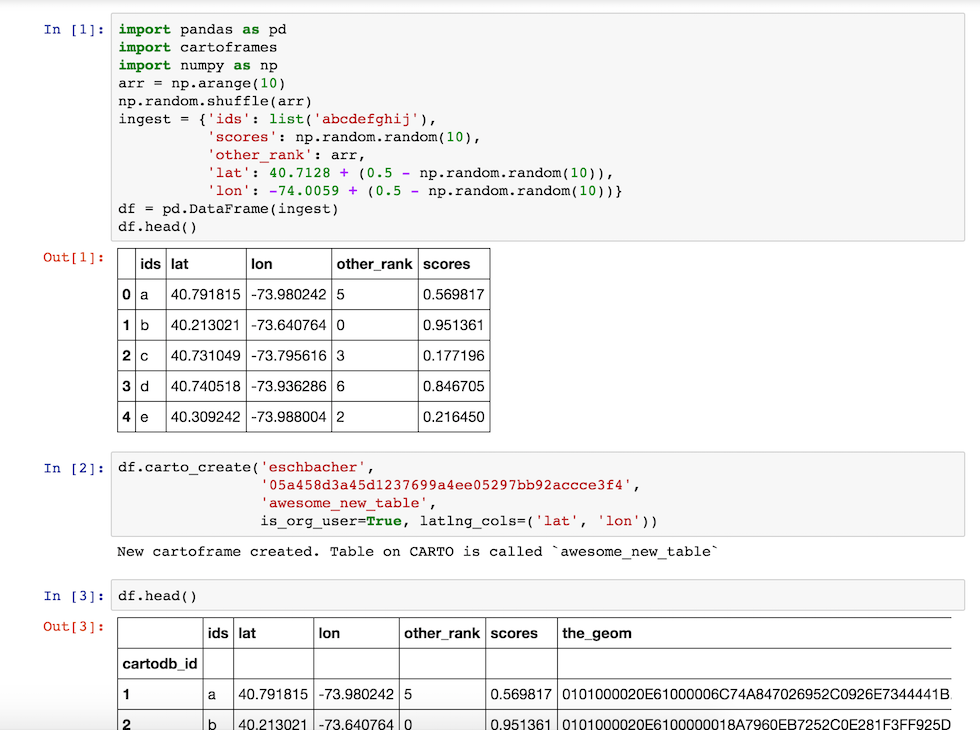 In [1]: import pandas as pd
import cartoframes
import numpy as np
arr = np.arange(10)
np.random.shuffle(arr)
ingest = {'ids': list('abcdefghij'),
'scores': np.random.random(10),
'other_rank': arr,
'lat': 40.7128 + (0.5 - np.random.random(10)),
'lon': -74.0059 + (0.5 - np.random.random(10))}
df = pd.DataFrame(ingest)
df.head()
Out[1]:
ids lat lon other_rank scores
0 a 40.791815 -73.980242 5 0.569817
1 b 40.213021 -73.640764 0 0.951361
2 c 40.731049 -73.795616 3 0.177196
3 d 40.740518 -73.936286 6 0.846705
4 e 40.309242 -73.988004 2 0.216450
In [2]: df.carto_create('eschbacher',
'05a458d3a45d1237699a4ee05297bb92accce3f4',
'awesome_new_table',
is_org_user=True, latlng_cols=('lat', 'lon'))
New cartoframe created. Table on CARTO is called `awesome_new_table`
In [3]: df.head()
Out[3]:
ids lat lon other_rank scores the_geom
cartodb_id
1 a 40.791815 -73.980242 5 0.569817 0101000020E61000006C74A847026952C0926E7344441B
2 b 40.213021 -73.640764 0 0.951361 0101000020E6100000018A7960EB7252C0E281F3FF925D